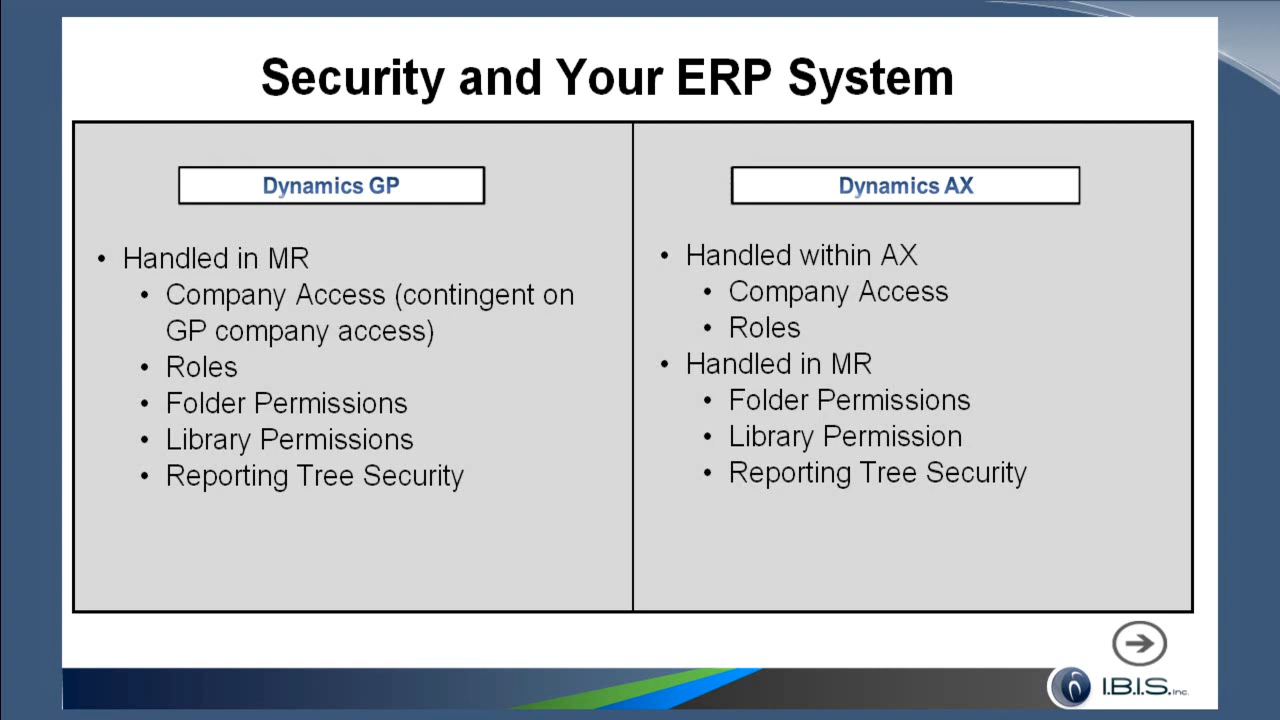 Security and Your ERP System
Dynamics GP
• Handled in MR
• Company Access (contingent on
GP company access)
• Roles
• Folder Permissions
• Library Permissions
• Reporting Tree Security
Dynamics AX
• Handled within AX
• Company Access
• Roles
• Handled in MR
• Folder Permissions
• Library Permission
• Reporting Tree Security
I.B.I.S. Inc.